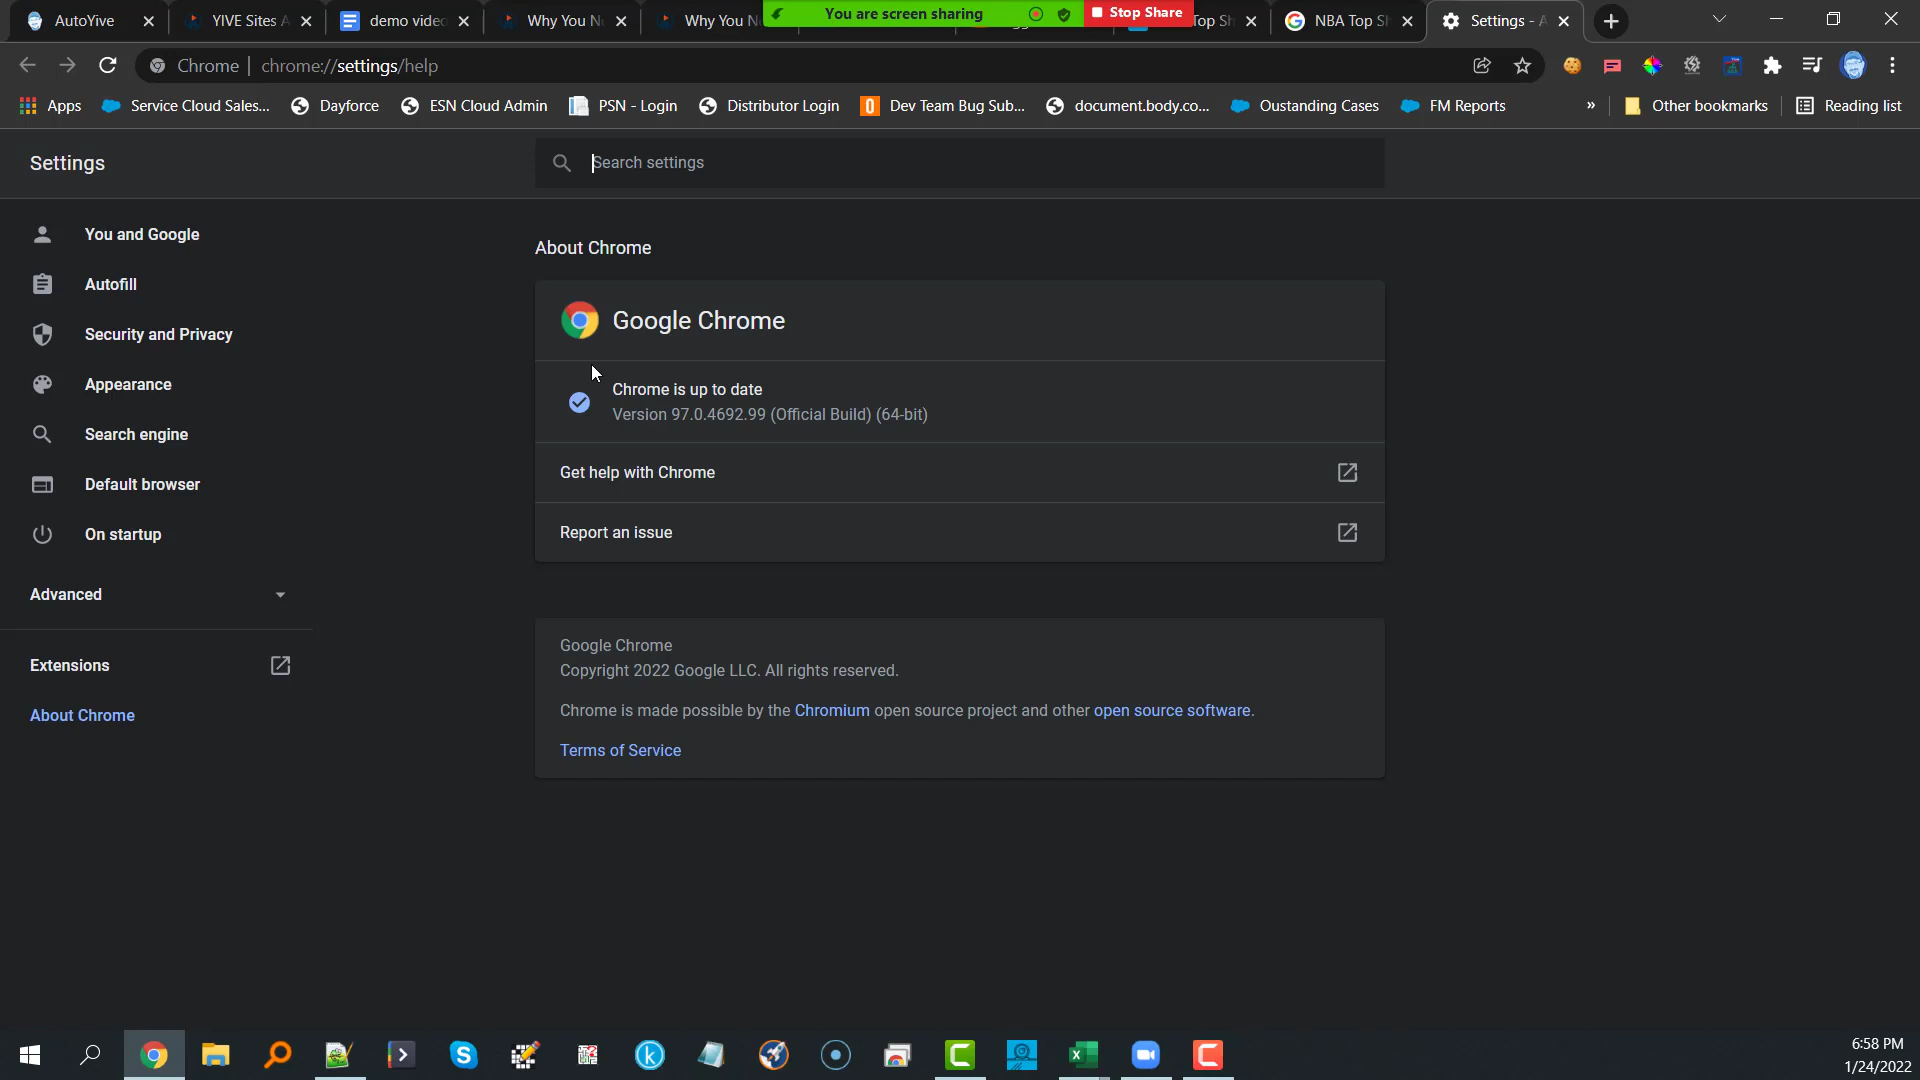 AutoYive
YIVE Sites A
demo video
Why You N
Why You N
You are screen sharing
Stop Share
Top Sh
NBA Top Sh
Settings - A
Chrome | chrome://settings/help
Apps
Service Cloud Sales...
Dayforce
ESN Cloud Admin
PSN - Login
Distributor Login
Dev Team Bug Sub...
document.body.co...
Oustanding Cases
FM Reports
»
Other bookmarks
Reading list
Settings
Search settings
You and Google
Autofill
Security and Privacy
Appearance
Search engine
Default browser
On startup
Advanced
Extensions
About Chrome
About Chrome
Google Chrome
Chrome is up to date
Version 97.0.4692.99 (Official Build) (64-bit)
Get help with Chrome
Report an issue
Google Chrome
Copyright 2022 Google LLC. All rights reserved.
Chrome is made possible by the Chromium open source project and other open source software.
Terms of Service
6:58 PM
1/24/2022